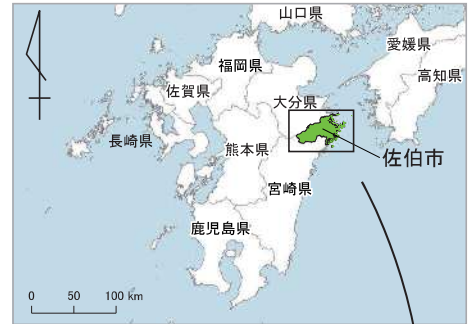 山口県
愛媛県
福岡県
高知県
佐賀県
大分県
長崎県
熊本県
佐伯市
宮崎県
鹿児島県
0 50 100 km